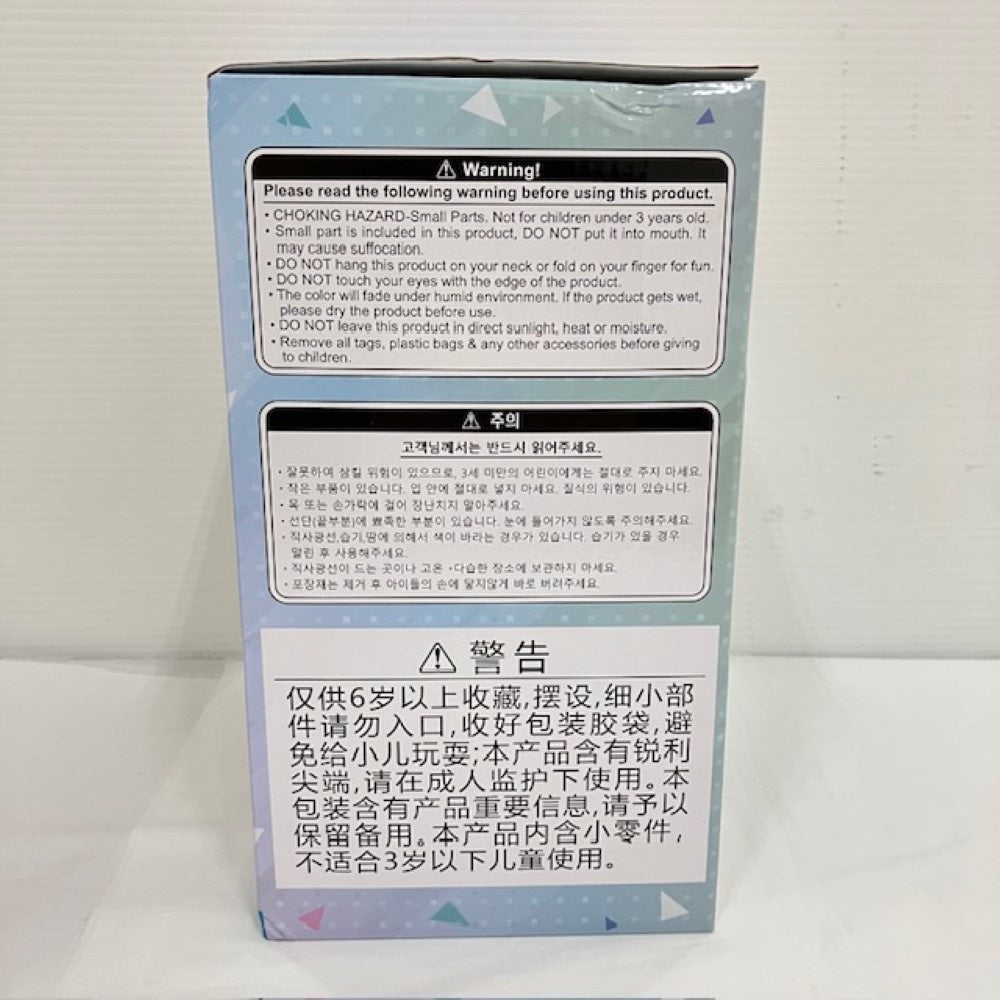 ⚠ Warning!
Please read the following warning before using this product.
• CHOKING HAZARD-Small Parts. Not for children under 3 years old.
• Small part is included in this product, DO NOT put it into mouth. It
may cause suffocation.
• DO NOT hang this product on your neck or fold on your finger for fun.
• DO NOT touch your eyes with the edge of the product.
• The color will fade under humid environment. If the product gets wet,
please dry the product before use.
• DO NOT leave this product in direct sunlight, heat or moisture.
• Remove all tags, plastic bags & any other accessories before giving
to children.
⚠ 주의
고객님께서는 반드시 읽어주세요.
• 잘못하여 삼킬 위험이 있으므로, 3세 미만의 어린이에게는 절대로 주지 마세요.
• 작은 부품이 있습니다. 입 안에 절대로 넣지 마세요. 질식의 위험이 있습니다.
• 목 또는 손가락에 걸어 장난치지 말아주세요.
• 선단(끝부분)에 뾰족한 부분이 있습니다. 눈에 들어가지 않도록 주의해주세요.
• 직사광선,습기,땀에 의해서 색이 바라는 경우가 있습니다. 습기가 있을 경우
말린 후 사용해주세요.
• 직사광선이 드는 곳이나 고온 •다습한 장소에 보관하지 마세요.
• 포장재는 제거 후 아이들의 손에 닿지않게 바로 버려주세요.
⚠ 警告
仅供6岁以上收藏,摆设,细小部
件请勿入口,收好包装胶袋,避
免给小儿玩耍;本产品含有锐利
尖端,请在成人监护下使用。本
包装含有产品重要信息,请予以
保留备用。本产品内含小零件,
不适合3岁以下儿童使用。